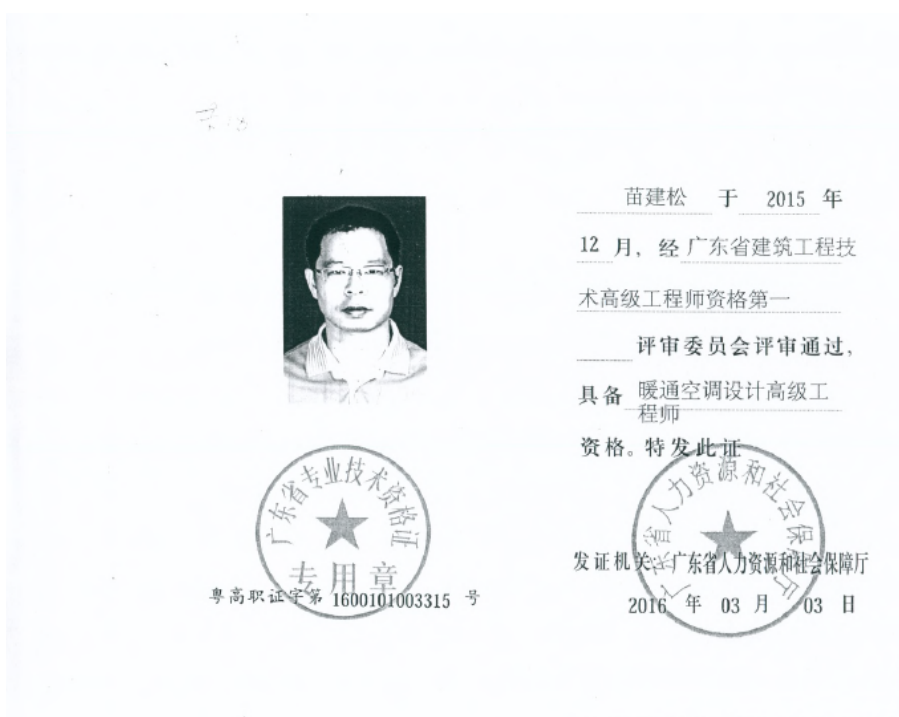 广东省专业技术资格证
专用章
粤高职证字第 1600101003315 号
苗建松 于 2015 年
12 月，经 广东省建筑工程技
术高级工程师资格第一
评审委员会评审通过，
具备 暖通空调设计高级工
程师
资格。特发此证
广东省人力资源和社会保障厅
发证机关：广东省人力资源和社会保障厅
2016 年 03 月 03 日